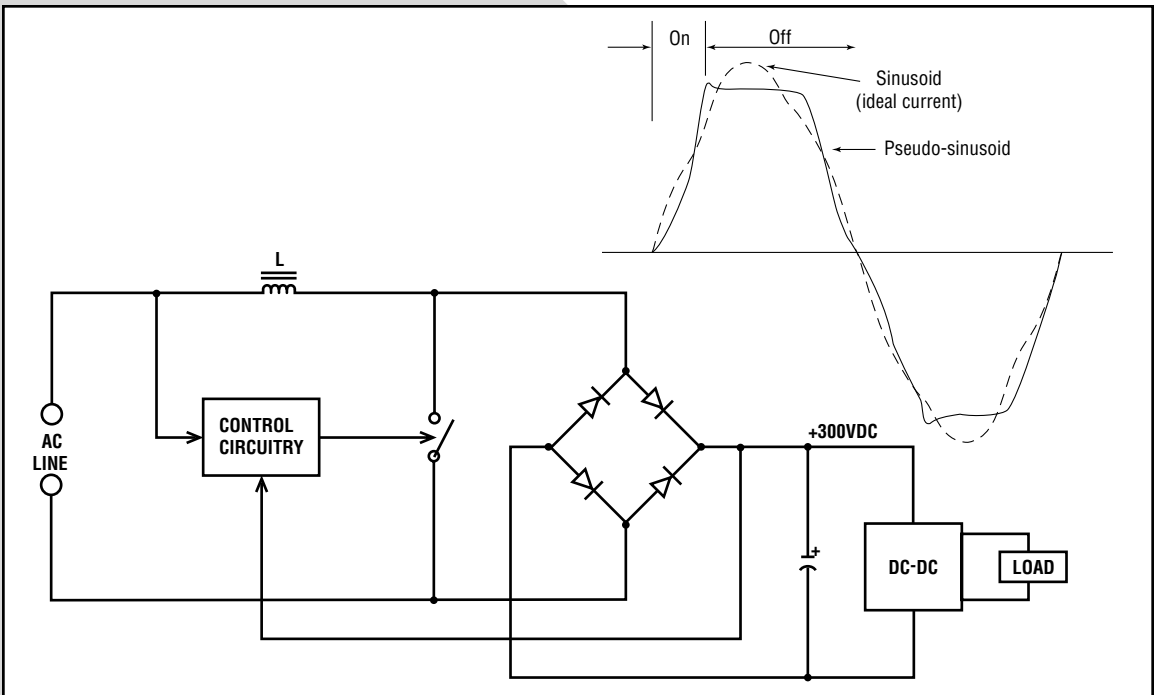 On
Off
Sinusoid
(ideal current)
Pseudo-sinusoid
L
CONTROL
CIRCUITRY
AC
LINE
+300VDC
+
DC-DC
LOAD